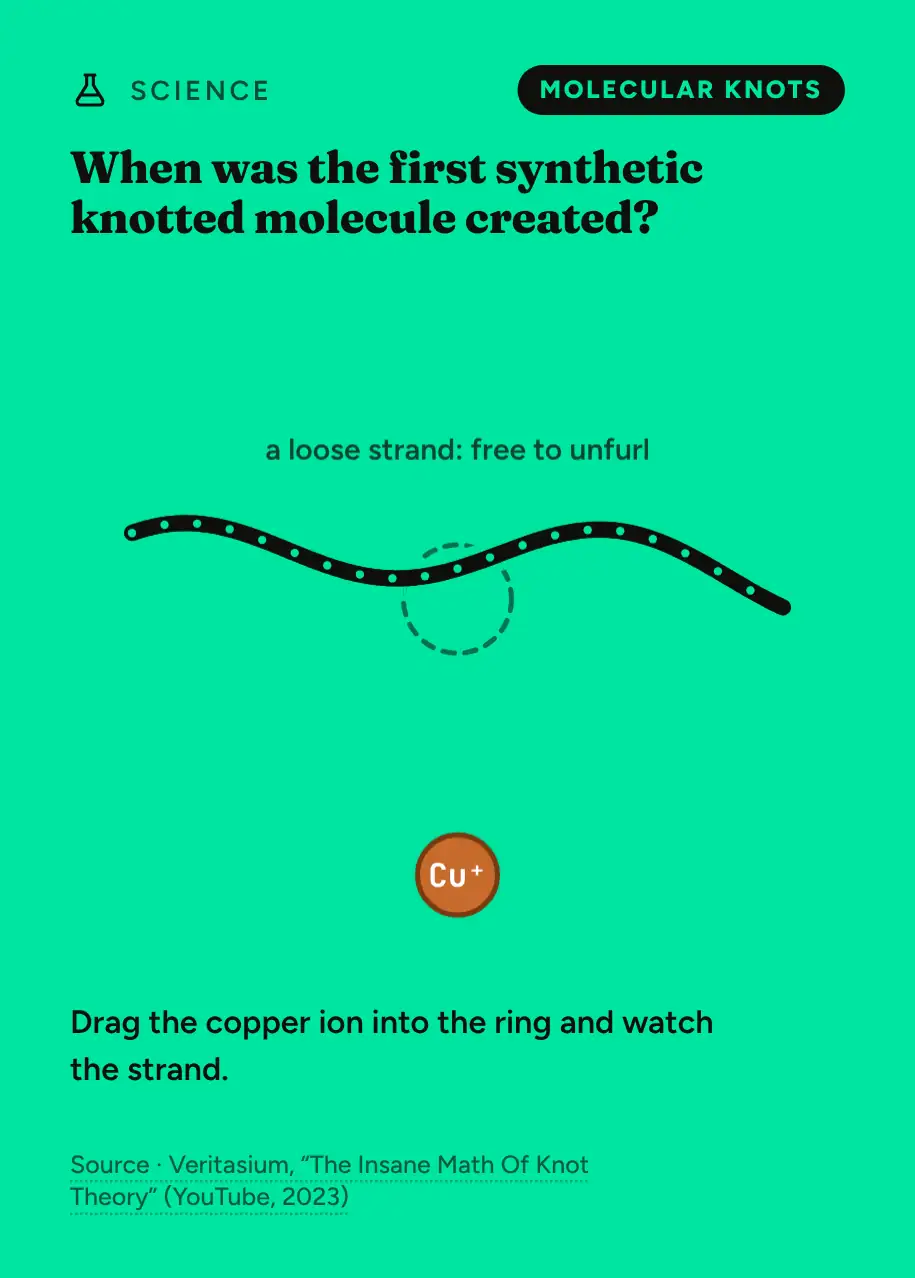 SCIENCE
MOLECULAR KNOTS
When was the first synthetic
knotted molecule created?
a loose strand: free to unfurl
Cu⁺
Drag the copper ion into the ring and watch
the strand.
Source · Veritasium, “The Insane Math Of Knot
Theory” (YouTube, 2023)